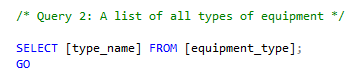 /* Query 2: A list of all types of equipment */
SELECT [type_name] FROM [equipment_type];
GO